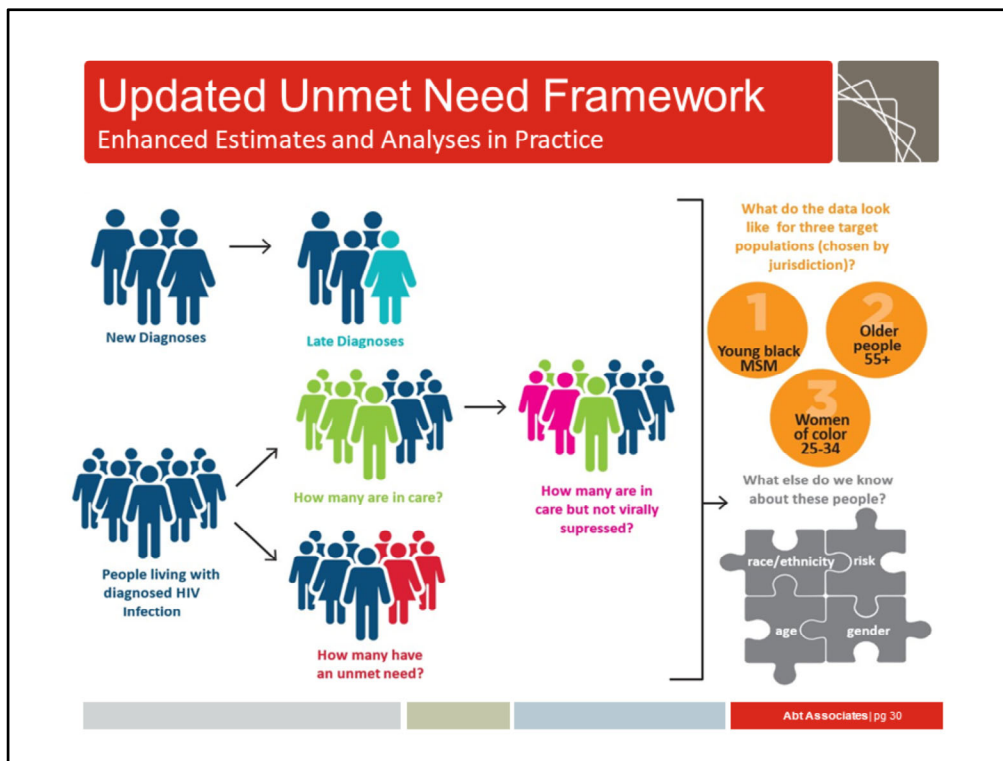 Updated Unmet Need Framework
Enhanced Estimates and Analyses in Practice
New Diagnoses
Late Diagnoses
People living with
diagnosed HIV
Infection
How many are in care?
How many have
an unmet need?
How many are in
care but not virally
supressed?
What do the data look
like for three target
populations (chosen by
jurisdiction)?
1
Young black
MSM
2
Older
people
55+
3
Women
of color
25-34
What else do we know
about these people?
race/ethnicity
risk
age
gender
Abt Associates| pg 30